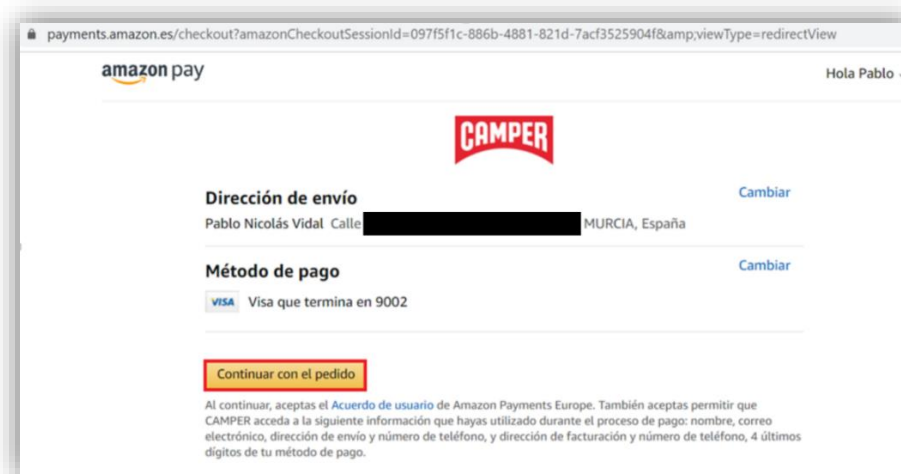 payments.amazon.es/checkout?amazonCheckoutSessionId=097f5f1c-886b-4881-821d-7acf3525904f&amp;viewType=redirectView
amazon pay
Hola Pablo
CAMPER
Dirección de envío
Cambiar
Pablo Nicolás Vidal Calle MURCIA, España
Método de pago
Cambiar
VISA Visa que termina en 9002
Continuar con el pedido
Al continuar, aceptas el Acuerdo de usuario de Amazon Payments Europe. También aceptas permitir que
CAMPER acceda a la siguiente información que hayas utilizado durante el proceso de pago: nombre, correo
electrónico, dirección de envío y número de teléfono, y dirección de facturación y número de teléfono, 4 últimos
dígitos de tu método de pago.